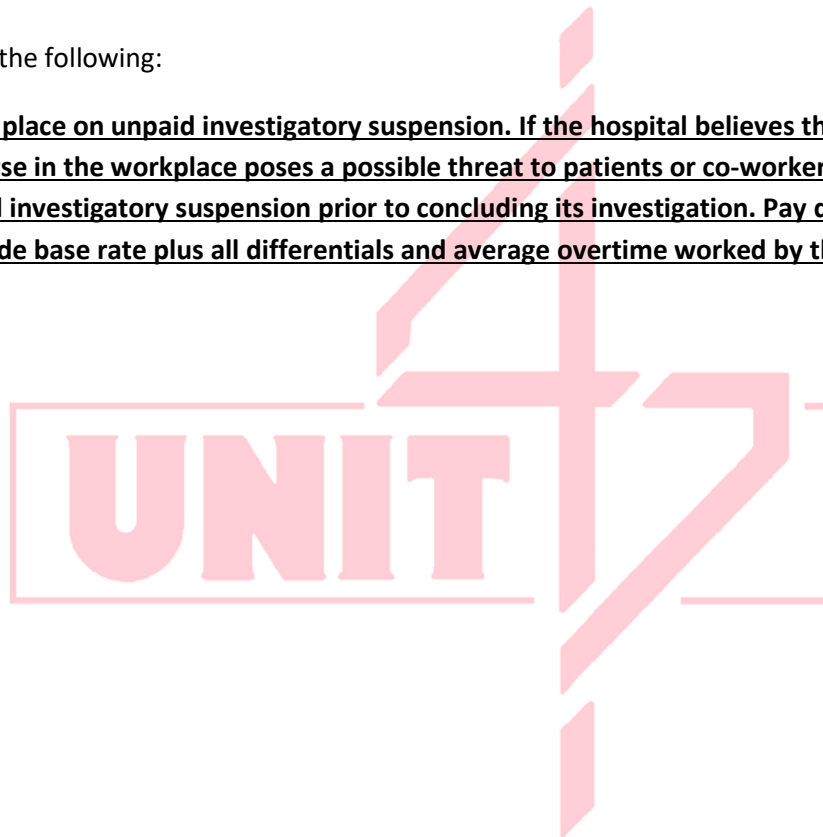 the following:
place on unpaid investigatory suspension. If the hospital believes th
se in the workplace poses a possible threat to patients or co-worker
investigatory suspension prior to concluding its investigation. Pay
de base rate plus all differentials and average overtime worked by th
UNIT 47